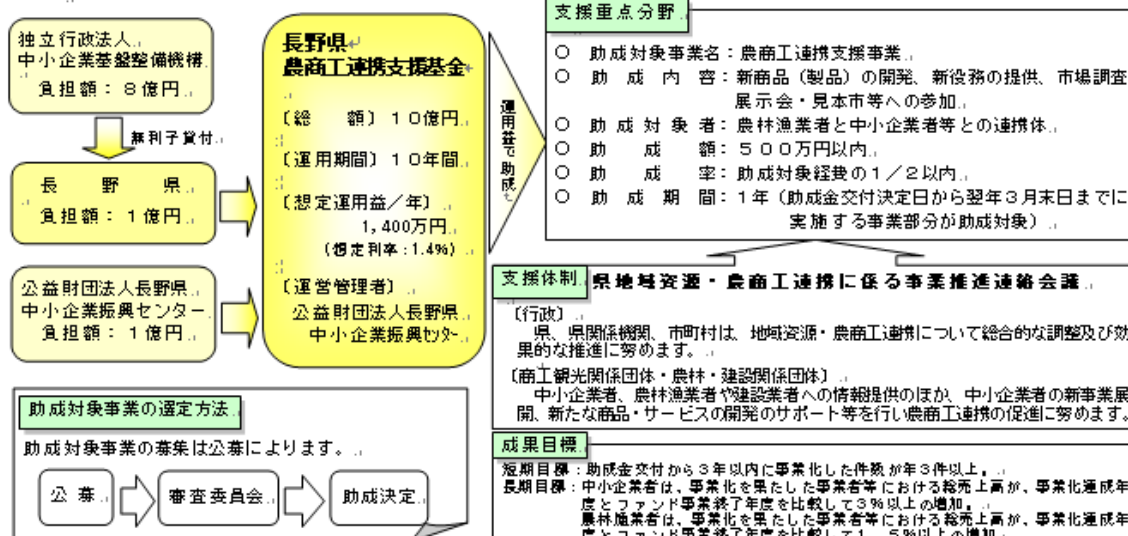 独立行政法人
中小企業基盤整備機構
負担額：８億円
無利子貸付
長　野　県
負担額：１億円
公益財団法人長野県
中小企業振興センター
負担額：１億円
長野県
農商工連携支援基金
〔総　額〕１０億円
〔運用期間〕１０年間
〔想定運用益／年〕
1,400万円
（想定利率：1.4%）
〔運営管理者〕
公益財団法人長野県
中小企業振興ｾﾝﾀｰ
運用益で助成
支援重点分野
○　助成対象事業名：農商工連携支援事業
○　助　成　内　容：新商品（製品）の開発、新役務の提供、市場調査
展示会・見本市等への参加
○　助 成 対 象 者：農林漁業者と中小企業者等との連携体
○　助　成　額：５００万円以内
○　助　成　率：助成対象経費の１／２以内
○　助　成　期　間：１年（助成金交付決定日から翌年３月末日までに
実施する事業部分が助成対象）
支援体制
県地域資源・農商工連携に係る事業推進連絡会議
〔行政〕
県、県関係機関、市町村は、地域資源・農商工連携について総合的な調整及び効
果的な推進に努めます。
〔商工観光関係団体・農林・建設関係団体〕
中小企業者、農林漁業者や建設業者への情報提供のほか、中小企業者の新事業展
開、新たな商品・サービスの開発のサポート等を行い農商工連携の促進に努めます。
助成対象事業の選定方法
助成対象事業の募集は公募によります。
公　募
審査委員会
助成決定
成果目標
短期目標：助成金交付から３年以内に事業化した件数が年３件以上。
長期目標：中小企業者は、事業化を果たした事業者等における総売上高が、事業化達成年
度とファンド事業終了年度を比較して３％以上の増加。
農林漁業者は、事業化を果たした事業者等における総売上高が、事業化達成年
度とファンド事業終了年度を比較して１．５％以上の増加。